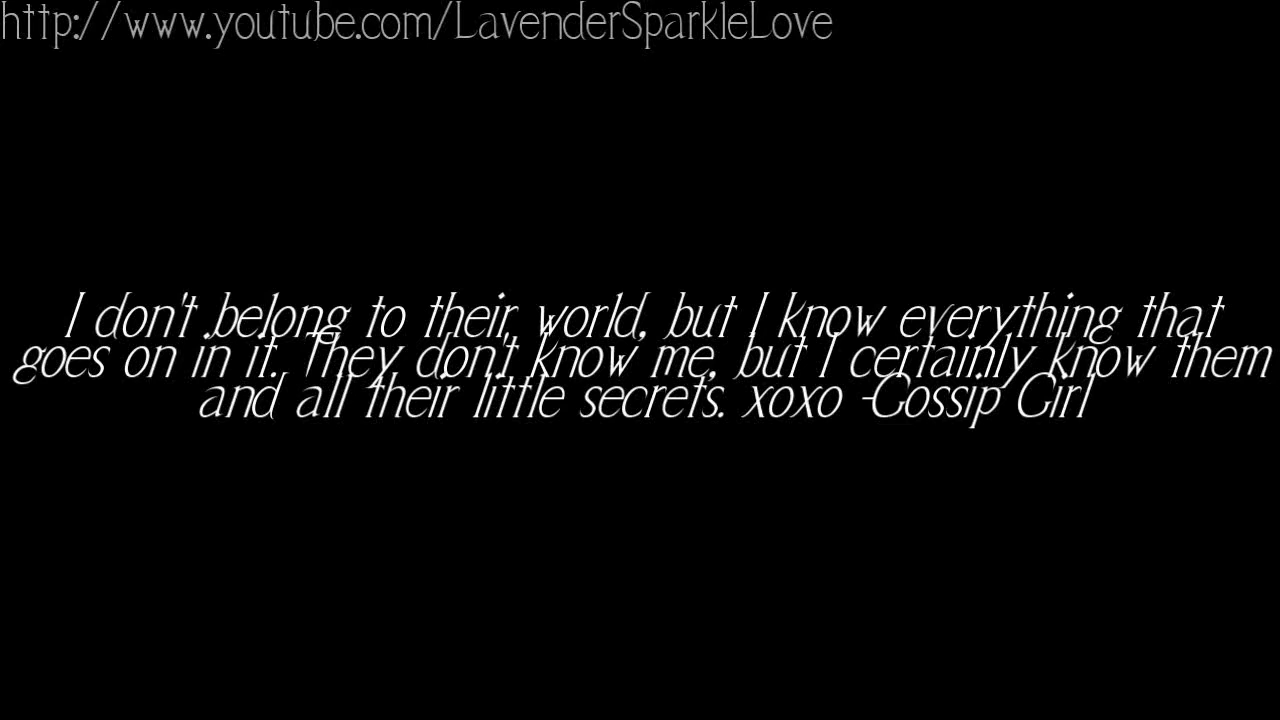 http://www.youtube.com/LavenderSparkleLove
I don't belong to their world, but I know everything that
goes on in it. They don't know me, but I certainly know them
and all their little secrets. xoxo -Gossip Girl